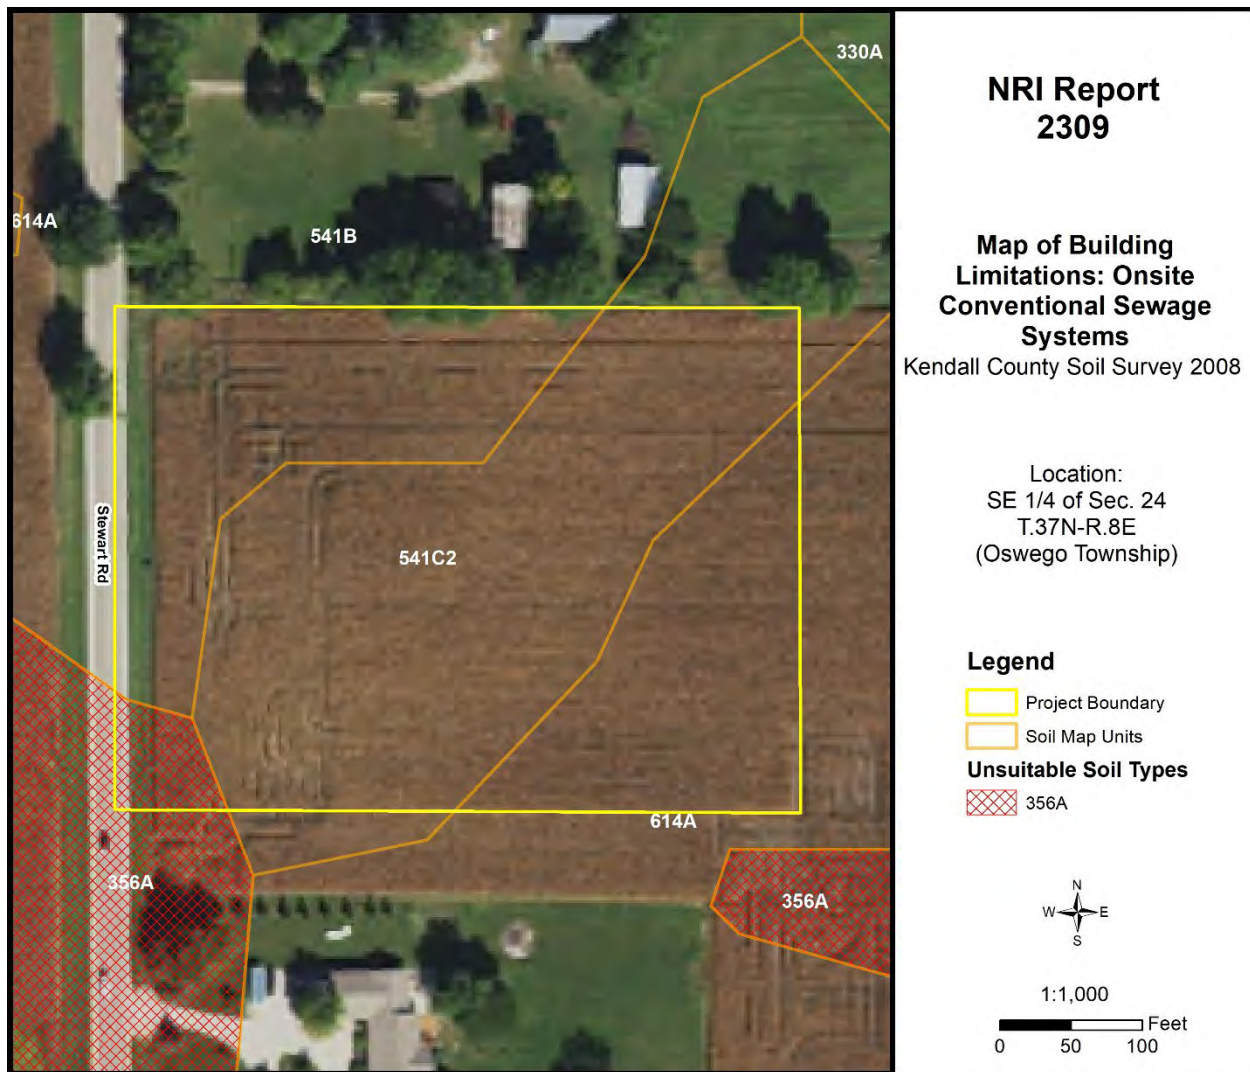 330A
614A
541B
Stewart Rd
541C2
614A
356A
356A
NRI Report
2309
Map of Building
Limitations: Onsite
Conventional Sewage
Systems
Kendall County Soil Survey 2008
Location:
SE 1/4 of Sec. 24
T.37N-R.8E
(Oswego Township)
Legend
Project Boundary
Soil Map Units
Unsuitable Soil Types
356A
N
W E
S
1:1,000
Feet
0 50 100